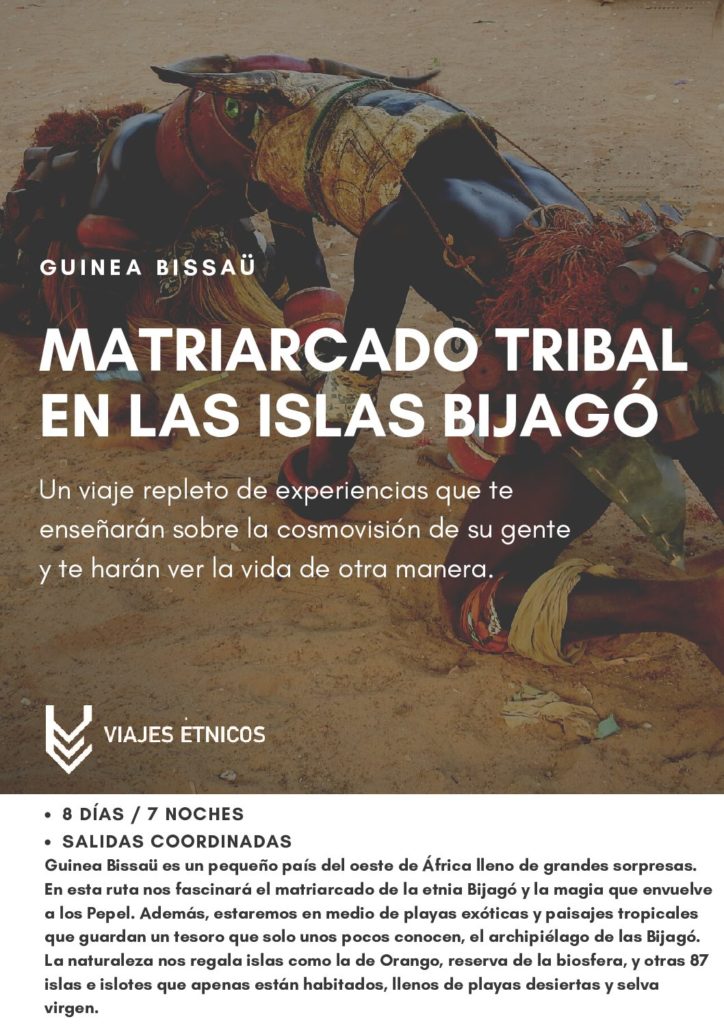 GUINEA BISSAÜ
MATRIARCADO TRIBAL
EN LAS ISLAS BIJAGÓ
Un viaje repleto de experiencias que te
enseñarán sobre la cosmovisión de su gente
y te harán ver la vida de otra manera.
VIAJES ÉTNICOS
• 8 DÍAS / 7 NOCHES
• SALIDAS COORDINADAS
Guinea Bissaü es un pequeño país del oeste de África lleno de grandes sorpresas.
En esta ruta nos fascinará el matriarcado de la etnia Bijagó y la magia que envuelve
a los Pepel. Además, estaremos en medio de playas exóticas y paisajes tropicales
que guardan un tesoro que solo unos pocos conocen, el archipiélago de las Bijagó.
La naturaleza nos regala islas como la de Orango, reserva de la biosfera, y otras 87
islas e islotes que apenas están habitados, llenos de playas desiertas y selva
virgen.